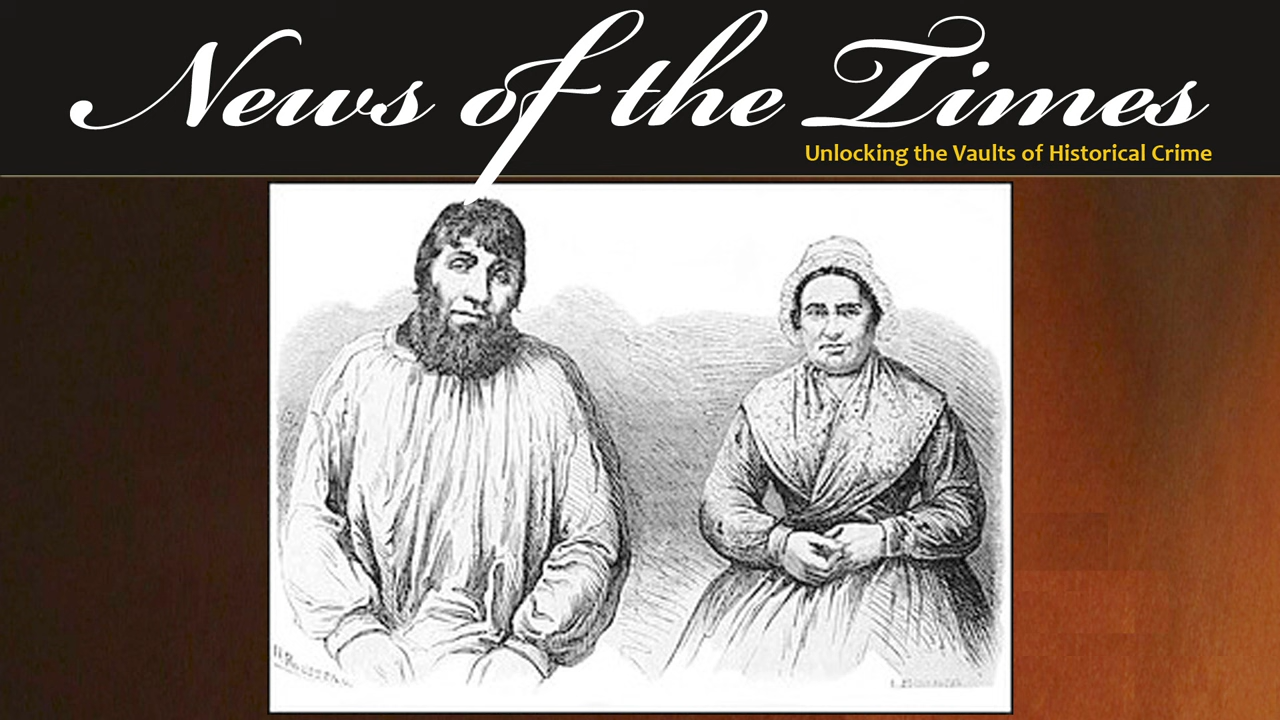 News of the Times
Unlocking the Vaults of Historical Crime